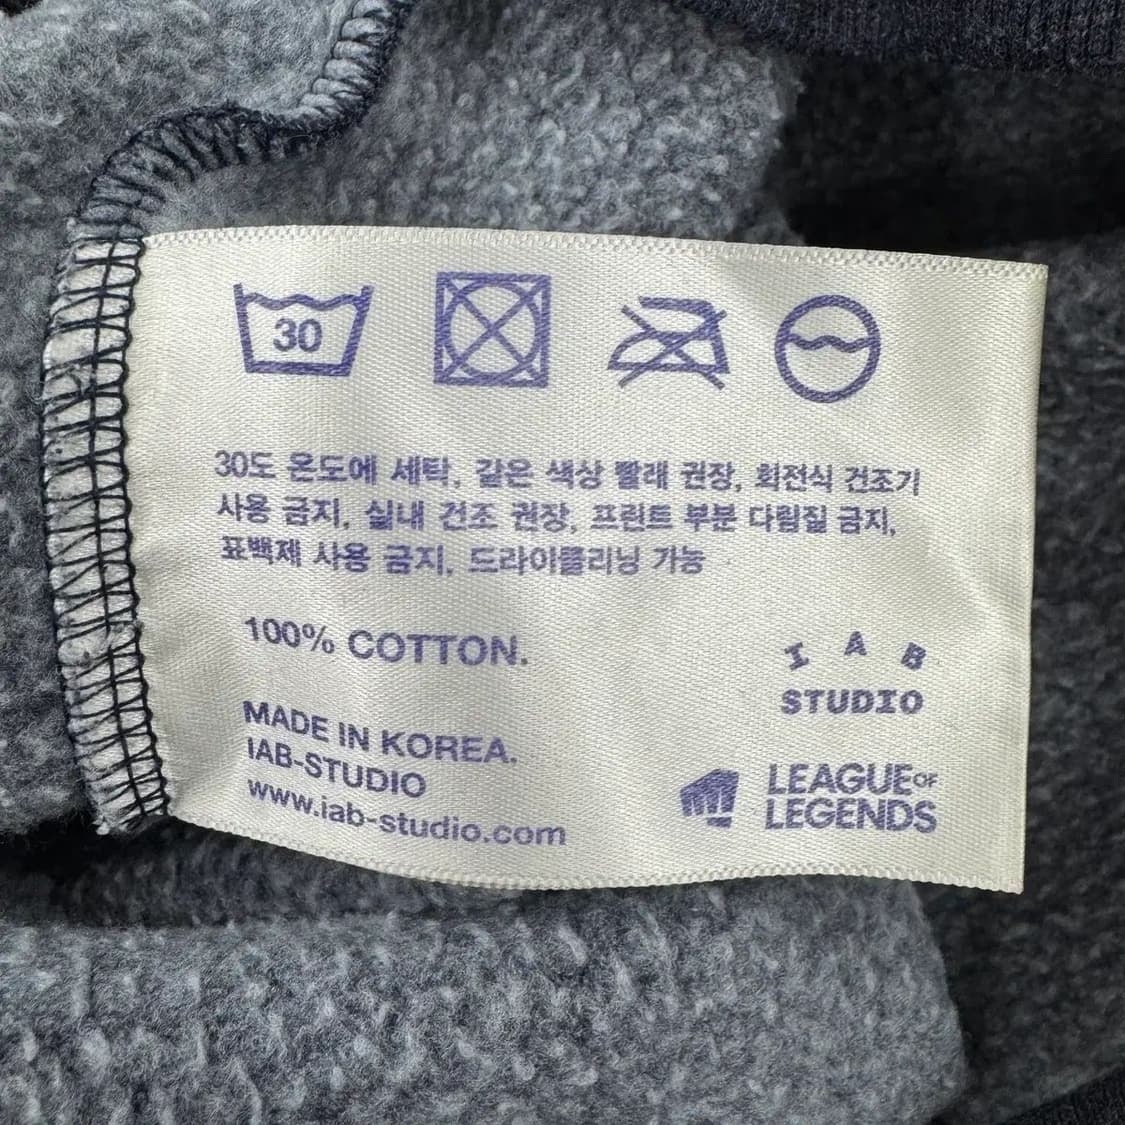 30
30도 온도에 세탁, 같은 색상 빨래 권장, 회전식 건조기
사용 금지, 실내 건조 권장, 프린트 부분 다림질 금지,
표백제 사용 금지, 드라이클리닝 가능
100% COTTON.
MADE IN KOREA.
IAB-STUDIO
www.iab-studio.com
I A B
STUDIO
LEAGUE OF
LEGENDS